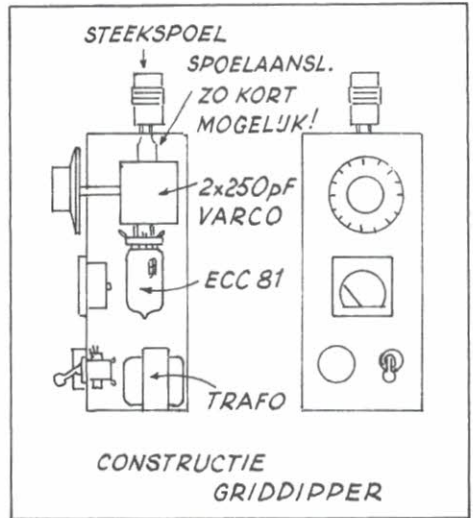 STEEKSPOEL
SPOELAANSL.
ZO KORT
MOGELIJK!
2x250pF
VARCO
ECC 81
TRAFO
CONSTRUCTIE
GRIDDIPPER